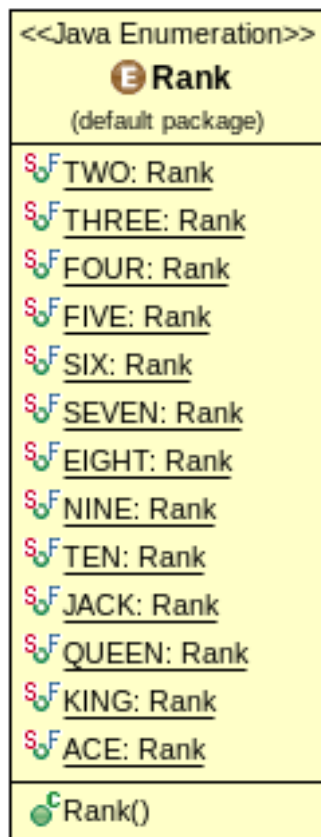 <<Java Enumeration>>
E Rank
(default package)
S F TWO: Rank
S F THREE: Rank
S F FOUR: Rank
S F FIVE: Rank
S F SIX: Rank
S F SEVEN: Rank
S F EIGHT: Rank
S F NINE: Rank
S F TEN: Rank
S F JACK: Rank
S F QUEEN: Rank
S F KING: Rank
S F ACE: Rank
C Rank()